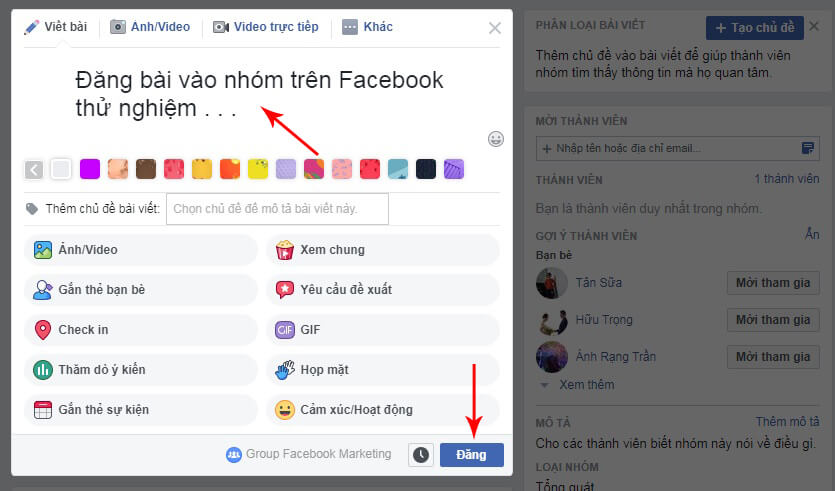 Viết bài
Ảnh/Video
Video trực tiếp
Khác
Đăng bài vào nhóm trên Facebook
thử nghiệm . . .
Thêm chủ đề bài viết:
Chọn chủ đề để mô tả bài viết này.
Ảnh/Video
Xem chung
Gắn thẻ bạn bè
Yêu cầu đề xuất
Check in
GIF
GIF
Thăm dò ý kiến
Họp mặt
Gắn thẻ sự kiện
Cảm xúc/Hoạt động
Group Facebook Marketing
Đăng
PHÂN LOẠI BÀI VIẾT
+ Tạo chủ đề
Thêm chủ đề vào bài viết để giúp thành viên
nhóm tìm thấy thông tin mà họ quan tâm.
MỜI THÀNH VIÊN
+ Nhập tên hoặc địa chỉ email...
THÀNH VIÊN
1 thành viên
Bạn là thành viên duy nhất trong nhóm.
GỢI Ý THÀNH VIÊN
Ẩn
Bạn bè
Tân Sữa
Mời tham gia
Hữu Trọng
Mời tham gia
Ảnh Rạng Trần
Mời tham gia
Xem thêm
MÔ TẢ
Thêm mô tả
Cho các thành viên biết nhóm này nói về điều gì.
LOẠI NHÓM
Tổng quát